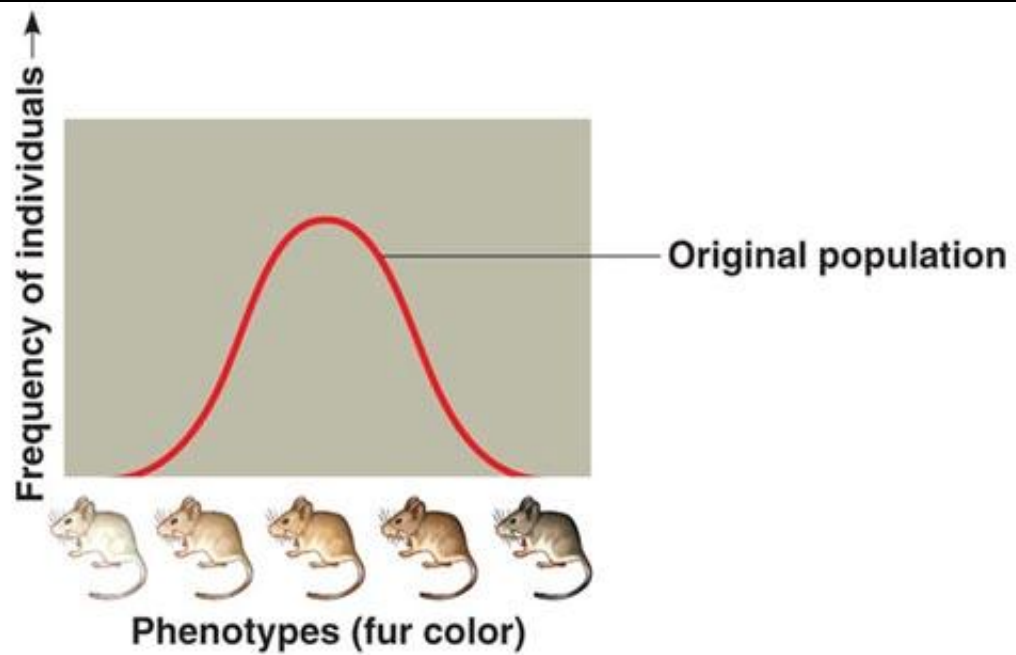 Frequency of individuals
Original population
Phenotypes (fur color)